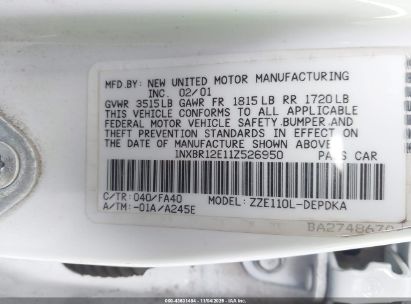 MFD.BY: NEW UNITED MOTOR MANUFACTURING
INC. 02/01
GVWR 3515LB GAWR FR 1815LB RR 1720LB
THIS VEHICLE CONFORMS TO ALL APPLICABLE
FEDERAL MOTOR VEHICLE SAFETY,BUMPER AND
THEFT PREVENTION STANDARDS IN EFFECT ON
THE DATE OF MANUFACTURE SHOWN ABOVE.
1NXBR12E11Z526950 PASS CAR
C/TR: 040/FA40 MODEL: ZZE110L-DEPDKA
A/TM: -01A/A245E